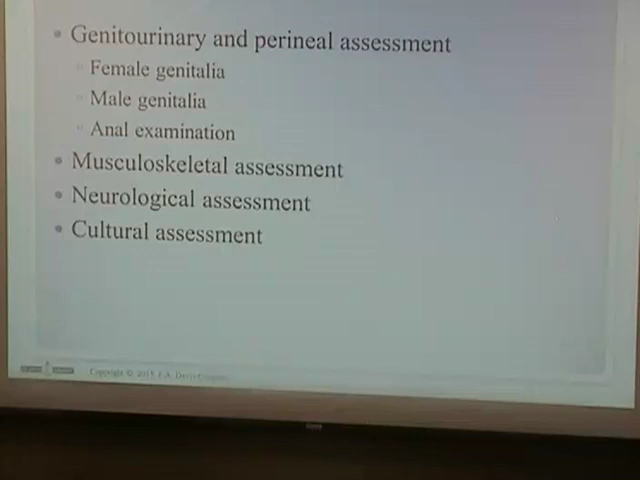 • Genitourinary and perineal assessment
Female genitalia
Male genitalia
Anal examination
• Musculoskeletal assessment
• Neurological assessment
• Cultural assessment
Copyright © 2015 F.A. Davis Company